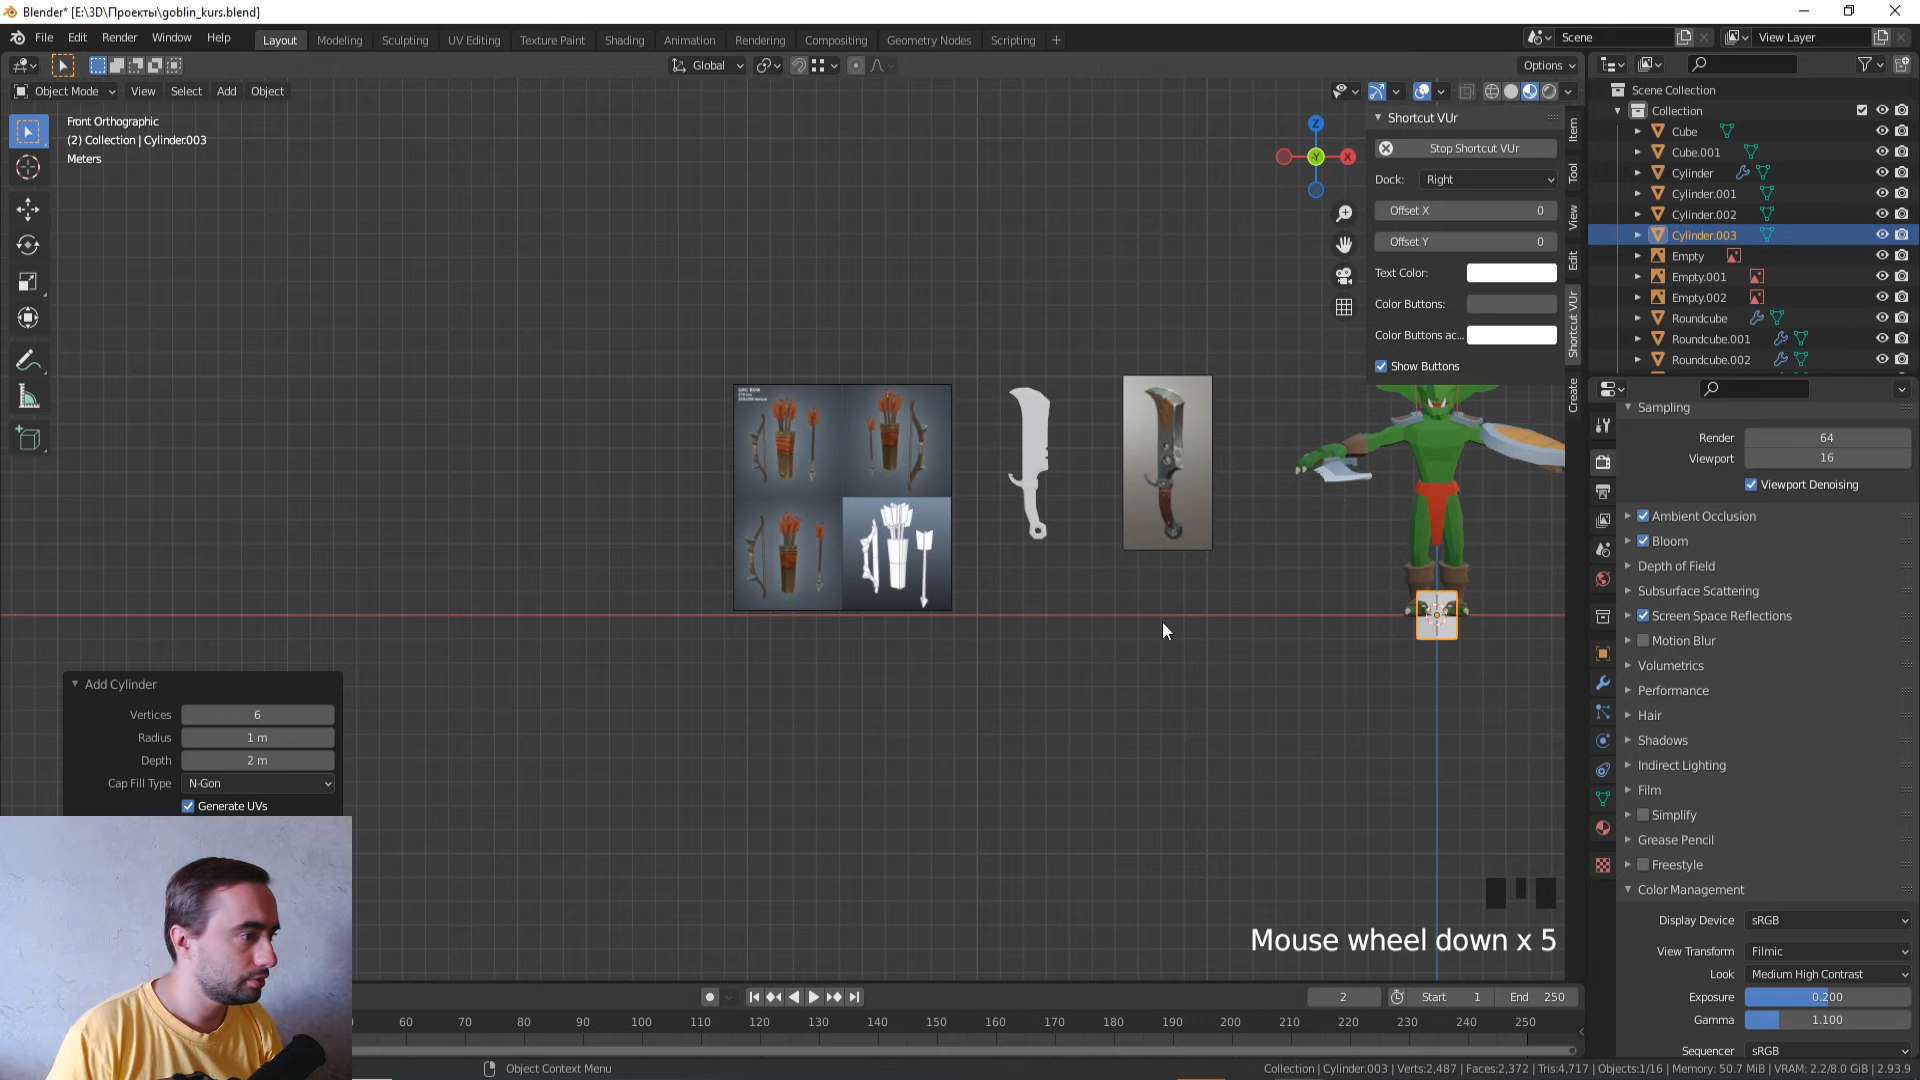 Blender* [E:\3D\Проекты\goblin_kurs.blend]
File Edit Render Window Help
Layout Modeling Sculpting UV Editing Texture Paint Shading Animation Rendering Compositing Geometry Nodes Scripting +
Scene
View Layer
Global
Options
Object Mode View Select Add Object
Front Orthographic
(2) Collection | Cylinder.003
Meters
Z
X
Y
Shortcut VUr
Stop Shortcut VUr
Dock: Right
Offset X 0
Offset Y 0
Text Color:
Color Buttons:
Color Buttons ac...
Show Buttons
Item
Tool
View
Edit
Shortcut VUr
Create
Scene Collection
Collection
Cube
Cube.001
Cylinder
Cylinder.001
Cylinder.002
Cylinder.003
Empty
Empty.001
Empty.002
Roundcube
Roundcube.001
Roundcube.002
Sampling
Render 64
Viewport 16
Viewport Denoising
Ambient Occlusion
Bloom
Depth of Field
Subsurface Scattering
Screen Space Reflections
Motion Blur
Volumetrics
Performance
Hair
Shadows
Indirect Lighting
Film
Simplify
Grease Pencil
Freestyle
Color Management
Display Device sRGB
View Transform Filmic
Look Medium High Contrast
Exposure 0.200
Gamma 1.100
Sequencer sRGB
Add Cylinder
Vertices 6
Radius 1 m
Depth 2 m
Cap Fill Type N-Gon
Generate UVs
Mouse wheel down x 5
2 Start 1 End 250
60 70 80 90 100 110 120 130 140 150 160 170 180 190 200 210 220 230 240 250
Object Context Menu
Collection | Cylinder.003 | Verts:2,487 | Faces:2,372 | Tris:4,717 | Objects:1/16 | Memory: 50.7 MiB | VRAM: 2.2/8.0 GiB | 2.93.9